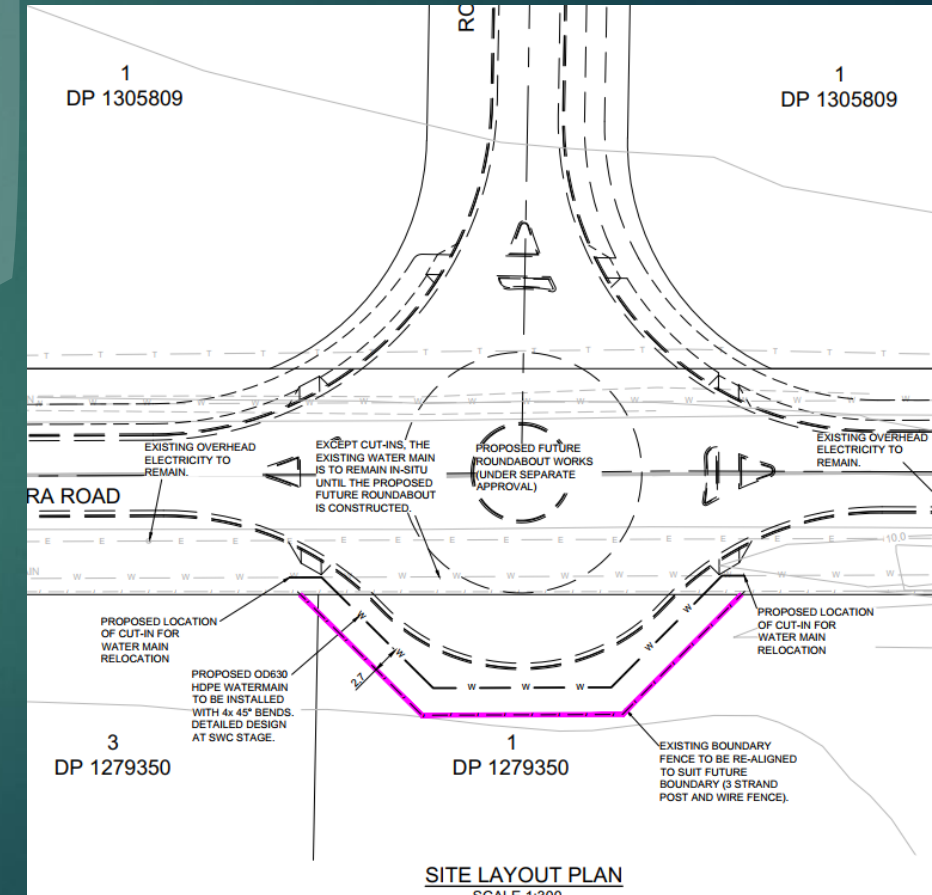 RO
1
DP 1305809
1
DP 1305809
T T T T T T T T T T
W W W W W W
EXISTING OVERHEAD
ELECTRICITY TO
REMAIN.
EXCEPT CUT-INS, THE
EXISTING WATER MAIN
IS TO REMAIN IN-SITU
UNTIL THE PROPOSED
FUTURE ROUNDABOUT
IS CONSTRUCTED.
PROPOSED FUTURE
ROUNDABOUT WORKS
(UNDER SEPARATE
APPROVAL)
EXISTING OVERHEAD
ELECTRICITY TO
REMAIN.
RA ROAD
E E E E E E E E E E
10.0
W W W W W W W W W W
PROPOSED LOCATION
OF CUT-IN FOR
WATER MAIN
RELOCATION
PROPOSED LOCATION
OF CUT-IN FOR
WATER MAIN
RELOCATION
W
W
W
W
2.7
W W W
PROPOSED OD630
HDPE WATERMAIN
TO BE INSTALLED
WITH 4x 45° BENDS.
DETAILED DESIGN
AT SWC STAGE.
3
DP 1279350
1
DP 1279350
EXISTING BOUNDARY
FENCE TO BE RE-ALIGNED
TO SUIT FUTURE
BOUNDARY (3 STRAND
POST AND WIRE FENCE).
SITE LAYOUT PLAN
SCALE 1:300